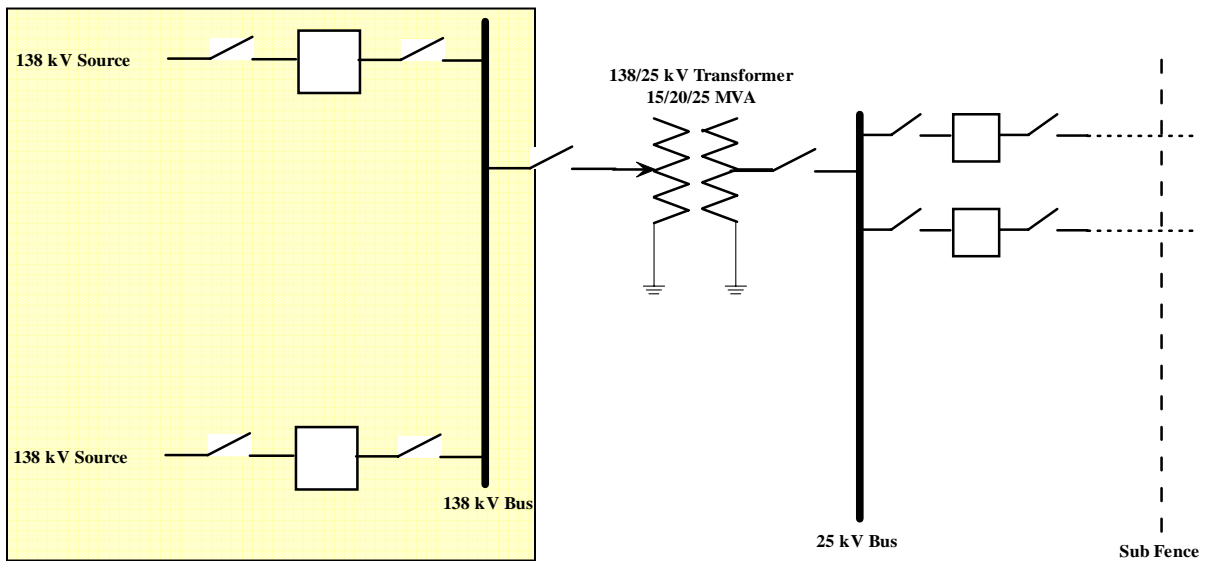 138 kV Source
138/25 kV Transformer
15/20/25 MVA
138 kV Source
138 kV Bus
25 kV Bus
Sub Fence